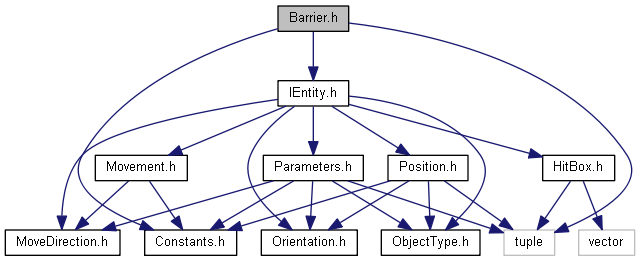 Barrier.h
IEntity.h
Movement.h
Parameters.h
Position.h
HitBox.h
MoveDirection.h
Constants.h
Orientation.h
ObjectType.h
tuple
vector